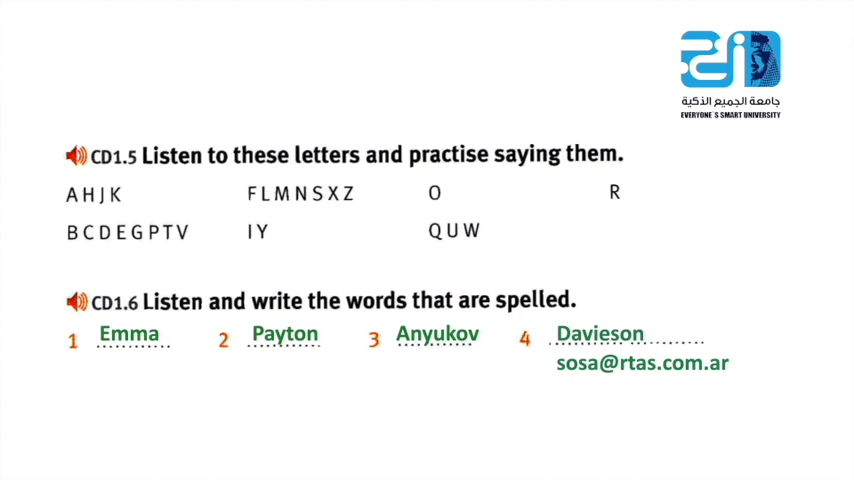 جامعة الجميع الذكية
EVERYONE`S SMART UNIVERSITY
CD1.5 Listen to these letters and practise saying them.
A H J K F L M N S X Z O R
B C D E G P T V I Y Q U W
CD1.6 Listen and write the words that are spelled.
1 Emma 2 Payton 3 Anyukov 4 Davieson
sosa@rtas.com.ar